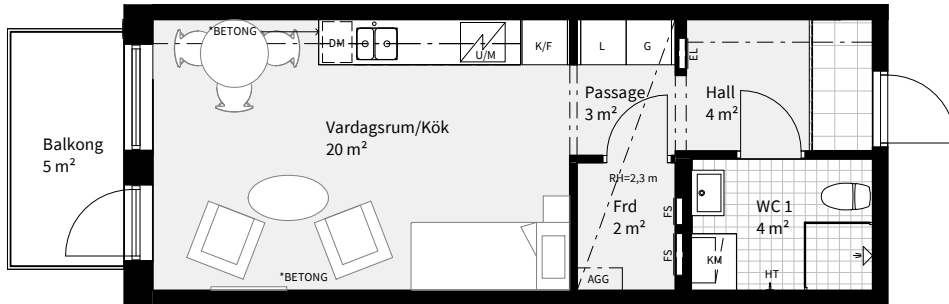 *BETONG
DM
U/M
K/F
L
G
EL
Passage
3 m²
Hall
4 m²
Vardagsrum/Kök
20 m²
Balkong
5 m²
RH=2,3 m
Frd
2 m²
FS
FS
WC 1
4 m²
KM
HT
AGG
*BETONG